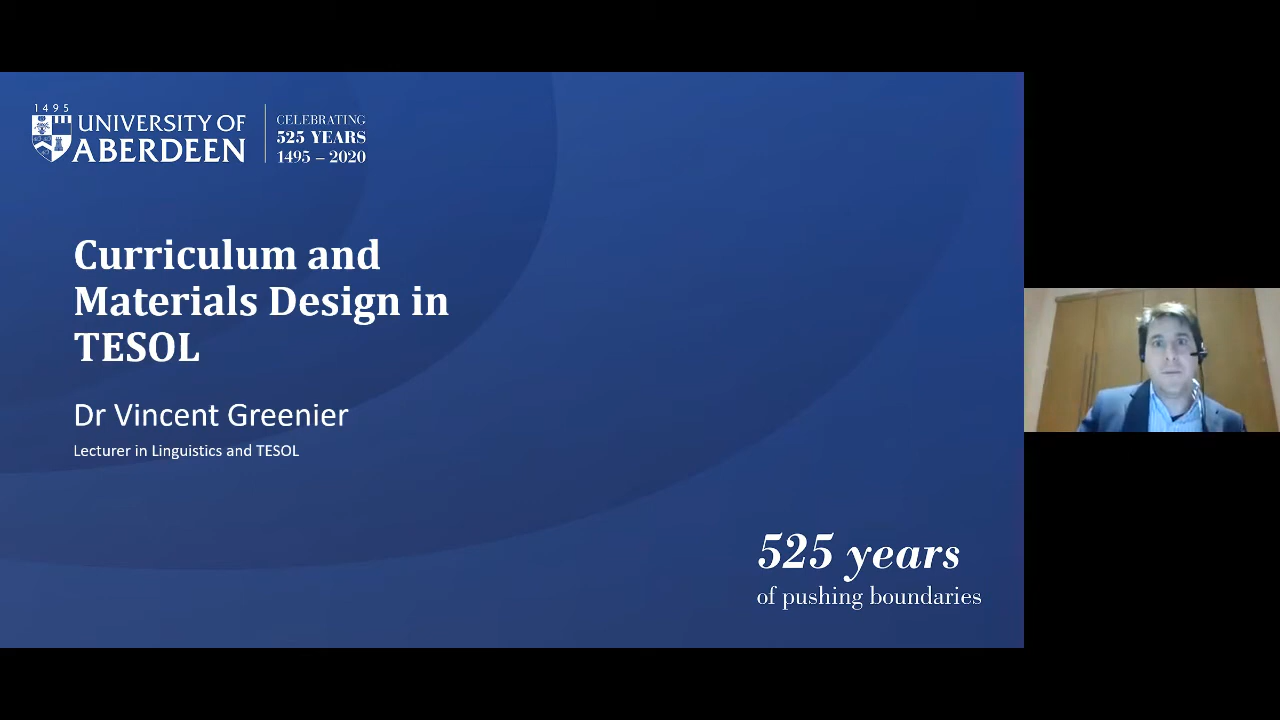 1495
UNIVERSITY OF
ABERDEEN
CELEBRATING
525 YEARS
1495 – 2020
Curriculum and
Materials Design in
TESOL
Dr Vincent Greenier
Lecturer in Linguistics and TESOL
525 years
of pushing boundaries